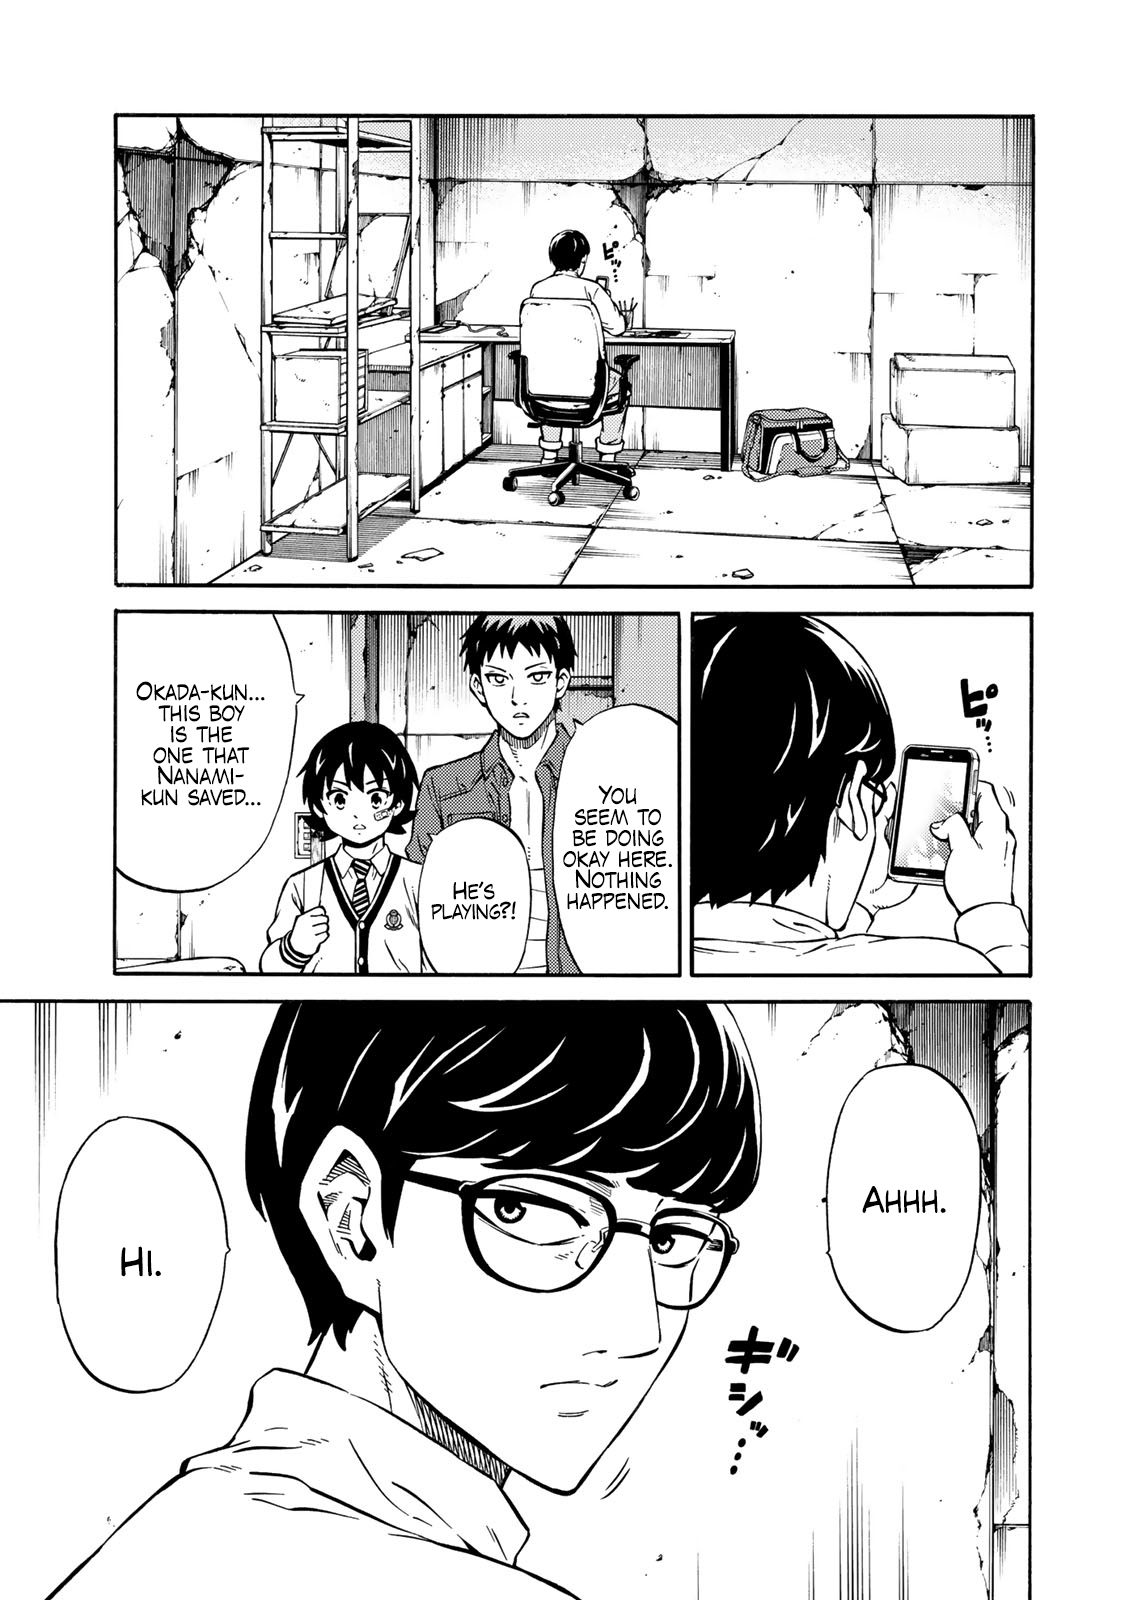 ピッ…
ピッ…
YOU
SEEM TO
BE DOING
OKAY HERE.
NOTHING
HAPPENED.
HE'S
PLAYING?!
OKADA-KUN...
THIS BOY
IS THE
ONE THAT
NANAMI-
KUN SAVED...
AHHH.
ギシッ…
HI.